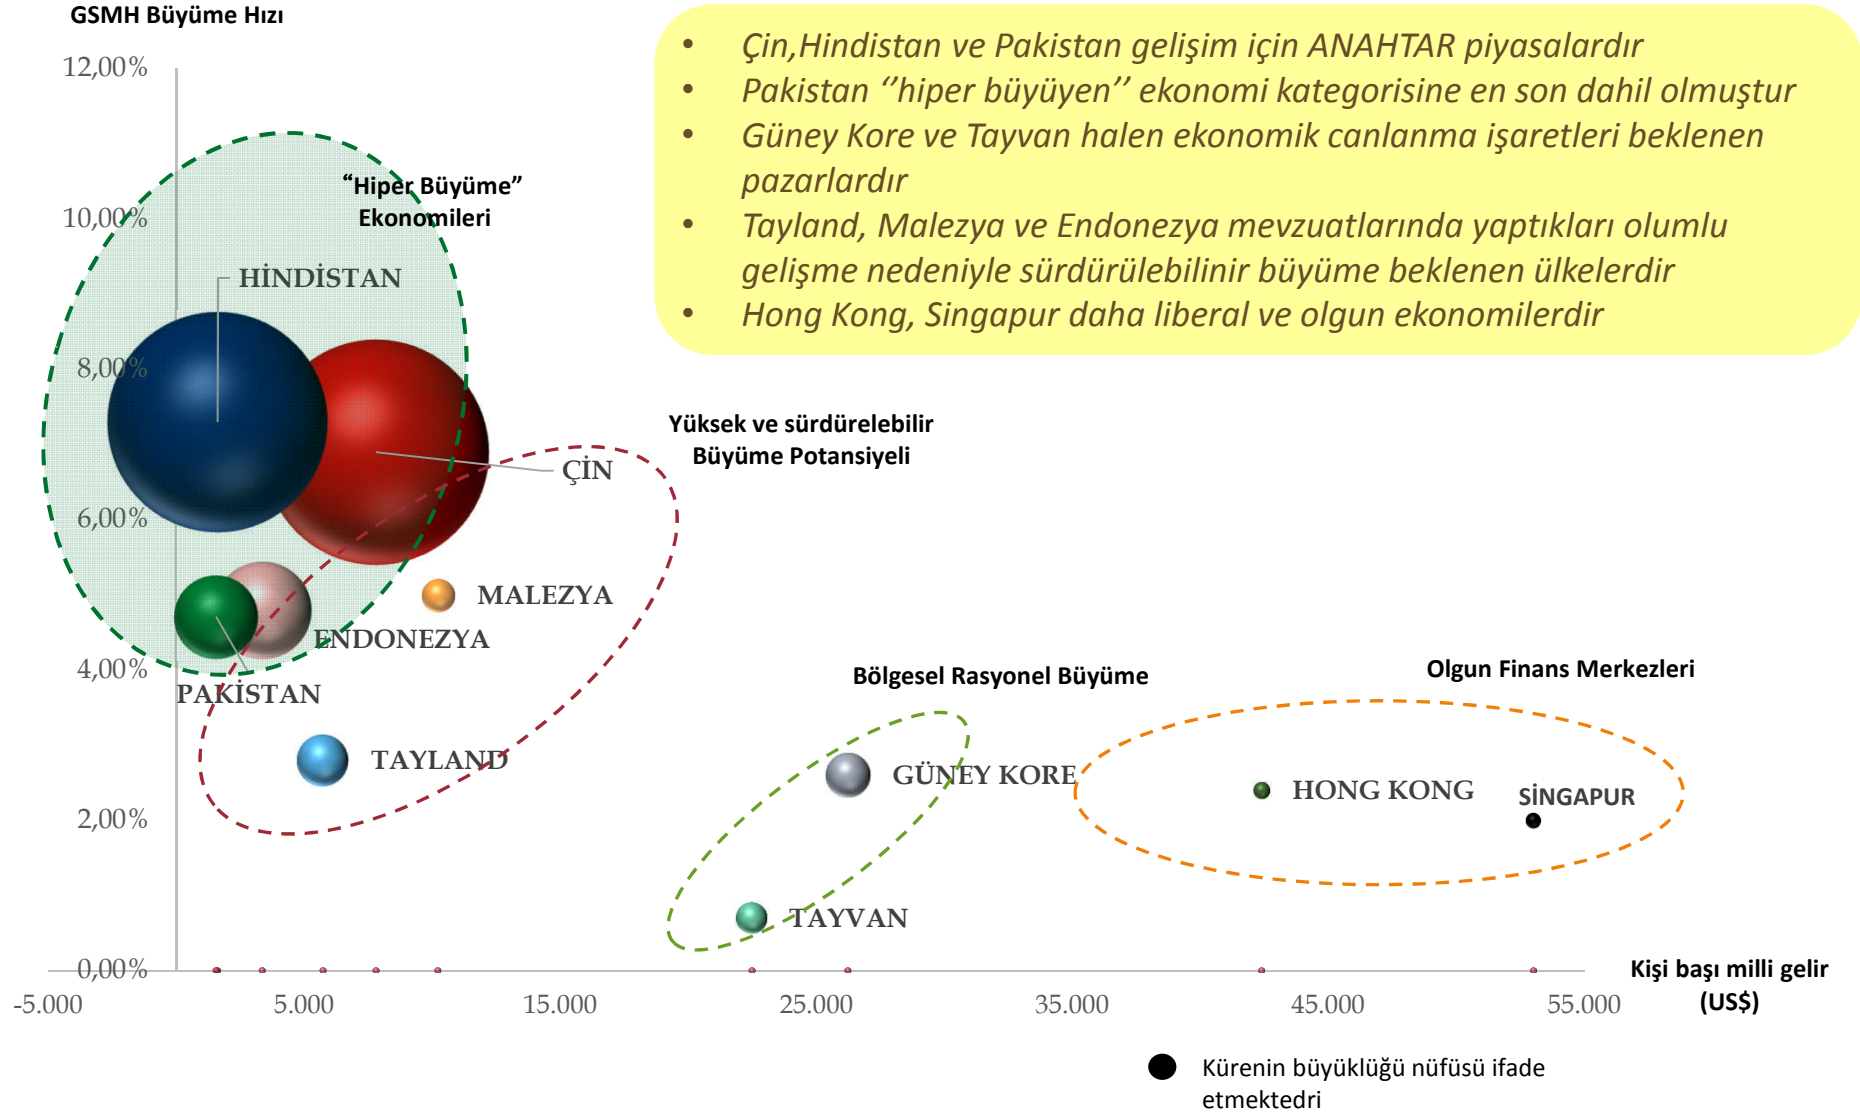 GSMH Büyüme Hızı
• Çin,Hindistan ve Pakistan gelişim için ANAHTAR piyasalardır
• Pakistan ‘’hiper büyüyen’’ ekonomi kategorisine en son dahil olmuştur
• Güney Kore ve Tayvan halen ekonomik canlanma işaretleri beklenen
pazarlardır
• Tayland, Malezya ve Endonezya mevzuatlarında yaptıkları olumlu
gelişme nedeniyle sürdürülebilinir büyüme beklenen ülkelerdir
• Hong Kong, Singapur daha liberal ve olgun ekonomilerdir
12,00%
10,00%
8,00%
6,00%
4,00%
2,00%
0,00%
“Hiper Büyüme”
Ekonomileri
HİNDİSTAN
Yüksek ve sürdürelebilir
Büyüme Potansiyeli
ÇİN
MALEZYA
ENDONEZYA
PAKİSTAN
TAYLAND
Bölgesel Rasyonel Büyüme
GÜNEY KORE
TAYVAN
Olgun Finans Merkezleri
HONG KONG
SİNGAPUR
-5.000
5.000
15.000
25.000
35.000
45.000
55.000
Kişi başı milli gelir
(US$)
Kürenin büyüklüğü nüfüsü ifade
etmektedri